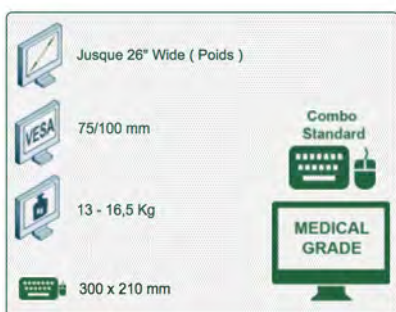 Jusque 26" Wide ( Poids )
VESA
75/100 mm
Combo
Standard
KG
13 - 16,5 Kg
MEDICAL
GRADE
300 x 210 mm